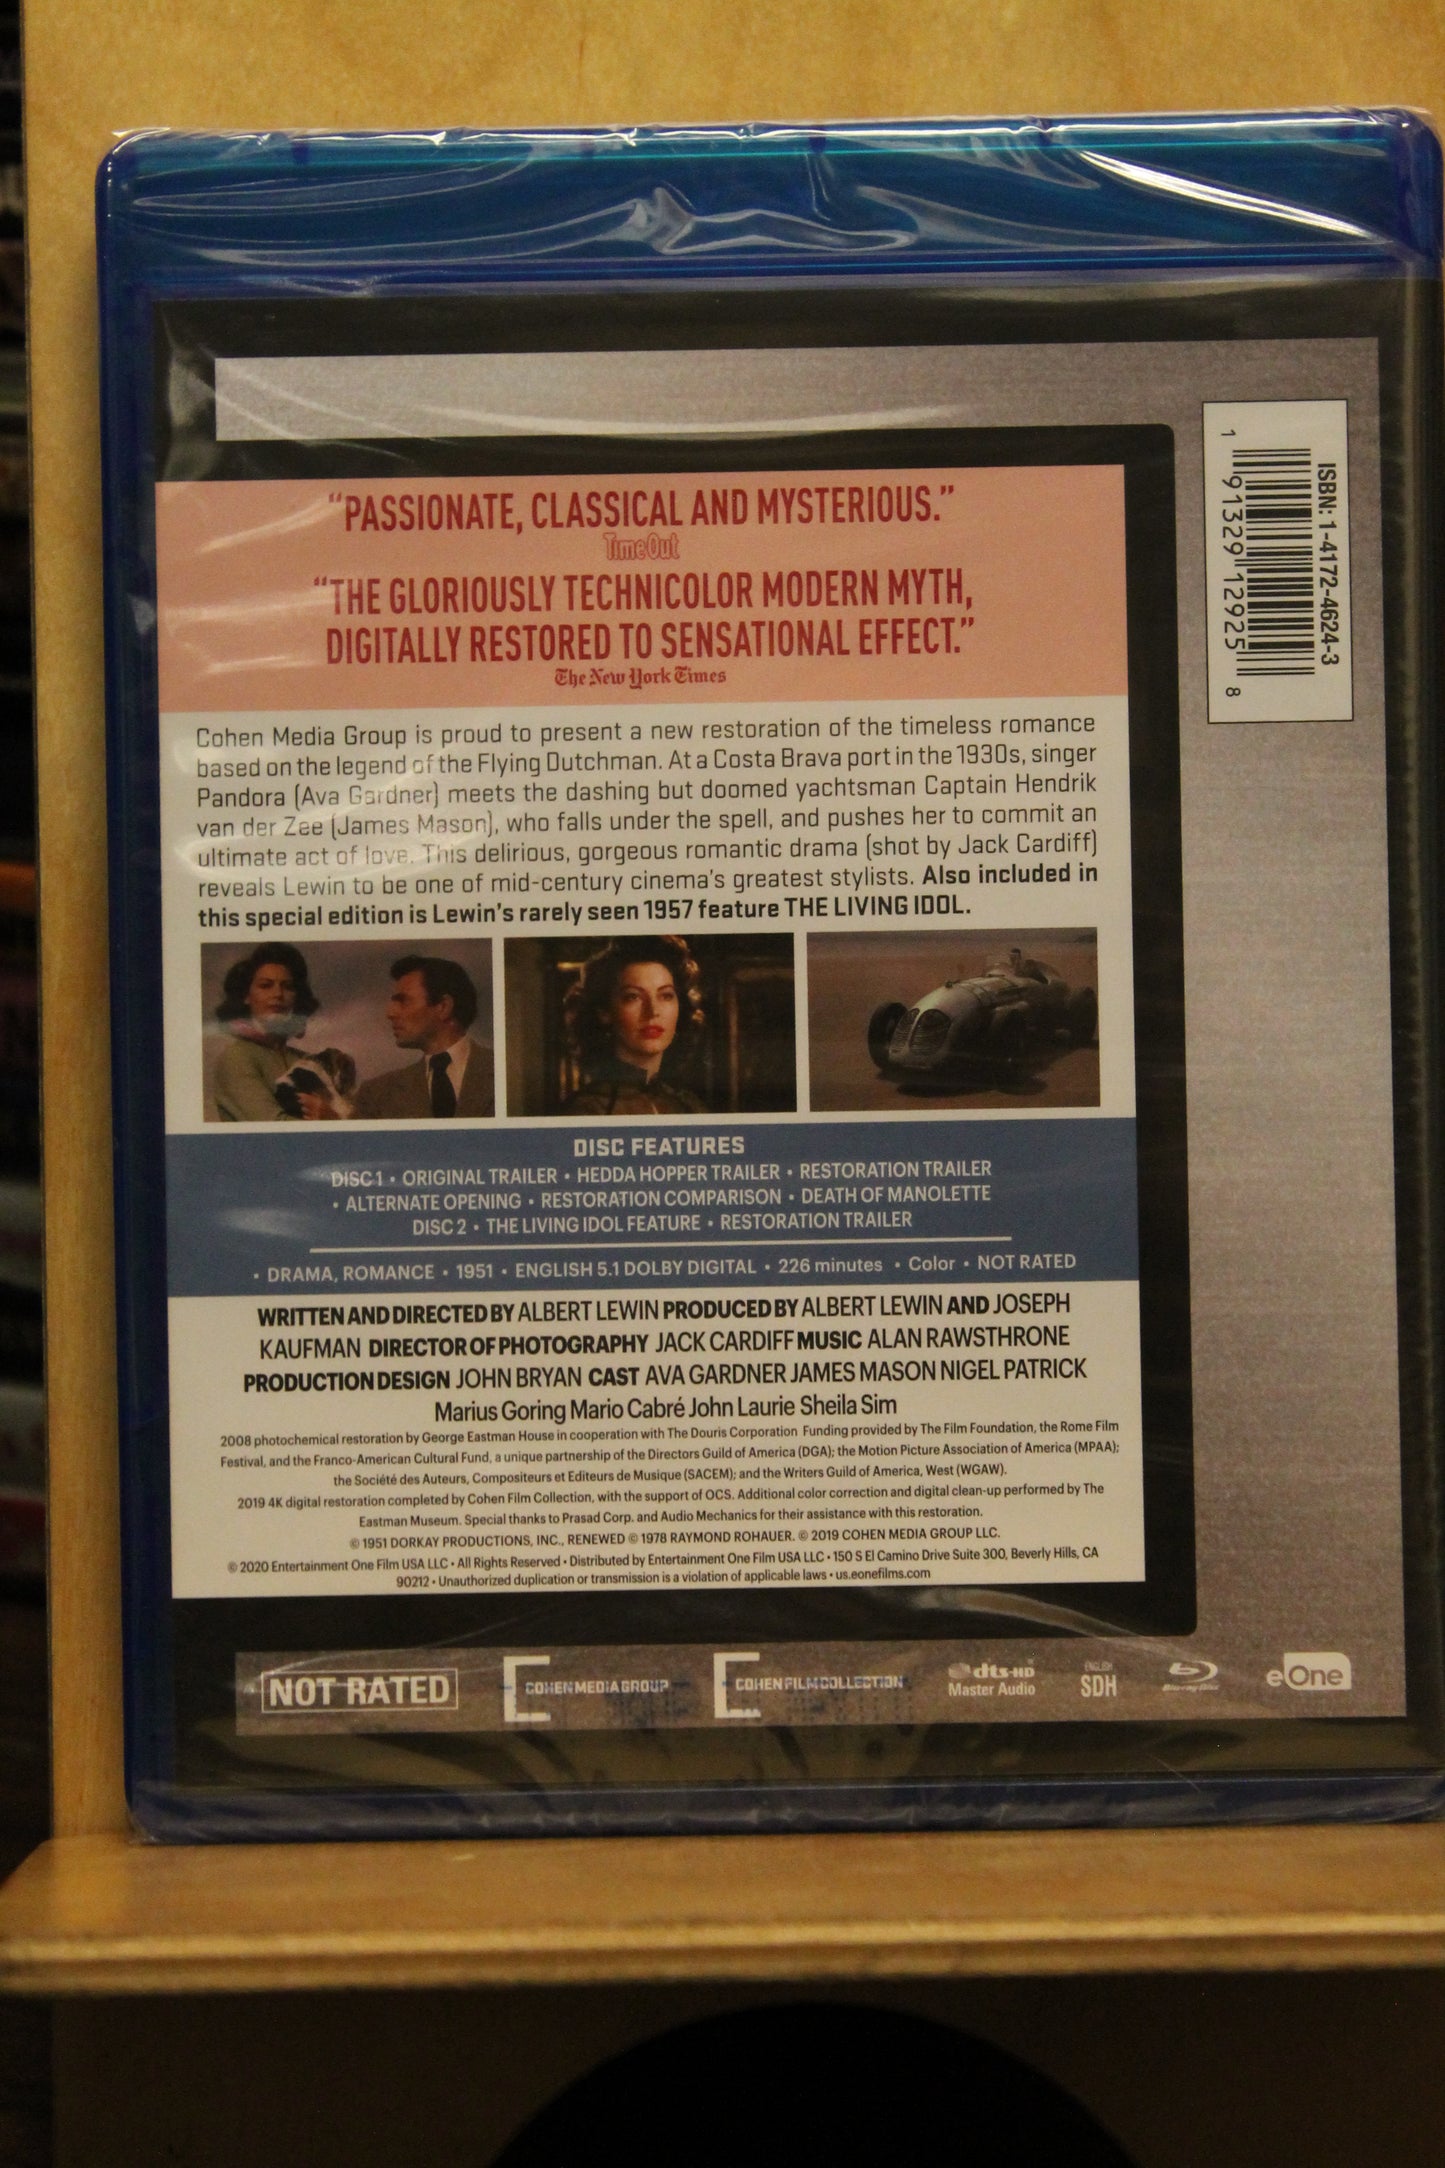 “PASSIONATE, CLASSICAL AND MYSTERIOUS.”
TimeOut
“THE GLORIOUSLY TECHNICOLOR MODERN MYTH,
DIGITALLY RESTORED TO SENSATIONAL EFFECT.”
The New York Times
Cohen Media Group is proud to present a new restoration of the timeless romance
based on the legend of the Flying Dutchman. At a Costa Brava port in the 1930s, singer
Pandora (Ava Gardner) meets the dashing but doomed yachtsman Captain Hendrik
van der Zee (James Mason), who falls under the spell, and pushes her to commit an
ultimate act of love. This delirious, gorgeous romantic drama (shot by Jack Cardiff)
reveals Lewin to be one of mid-century cinema’s greatest stylists. Also included in
this special edition is Lewin’s rarely seen 1957 feature THE LIVING IDOL.
DISC FEATURES
DISC 1 • ORIGINAL TRAILER • HEDDA HOPPER TRAILER • RESTORATION TRAILER
• ALTERNATE OPENING • RESTORATION COMPARISON • DEATH OF MANOLETTE
DISC 2 • THE LIVING IDOL FEATURE • RESTORATION TRAILER
• DRAMA, ROMANCE • 1951 • ENGLISH 5.1 DOLBY DIGITAL • 226 minutes • Color • NOT RATED
WRITTEN AND DIRECTED BY ALBERT LEWIN PRODUCED BY ALBERT LEWIN AND JOSEPH
KAUFMAN DIRECTOR OF PHOTOGRAPHY JACK CARDIFF MUSIC ALAN RAWSTHRONE
PRODUCTION DESIGN JOHN BRYAN CAST AVA GARDNER JAMES MASON NIGEL PATRICK
Marius Goring Mario Cabré John Laurie Sheila Sim
2008 photochemical restoration by George Eastman House in cooperation with The Douris Corporation Funding provided by The Film Foundation, the Rome Film
Festival, and the Franco-American Cultural Fund, a unique partnership of the Directors Guild of America (DGA); the Motion Picture Association of America (MPAA);
the Société des Auteurs, Compositeurs et Editeurs de Musique (SACEM); and the Writers Guild of America, West (WGAW).
2019 4K digital restoration completed by Cohen Film Collection, with the support of OCS. Additional color correction and digital clean-up performed by The
Eastman Museum. Special thanks to Prasad Corp. and Audio Mechanics for their assistance with this restoration.
© 1951 DORKAY PRODUCTIONS, INC., RENEWED © 1978 RAYMOND ROHAUER. © 2019 COHEN MEDIA GROUP LLC.
© 2020 Entertainment One Film USA LLC • All Rights Reserved • Distributed by Entertainment One Film USA LLC • 150 S El Camino Drive Suite 300, Beverly Hills, CA
90212 • Unauthorized duplication or transmission is a violation of applicable laws • us.eonefilms.com
NOT RATED
COHEN MEDIA GROUP
COHEN FILM COLLECTION
dts-HD
Master Audio
ENGLISH
SDH
Blu-ray Disc
eOne
ISBN: 1-4172-4624-3
1 91329 12925 8